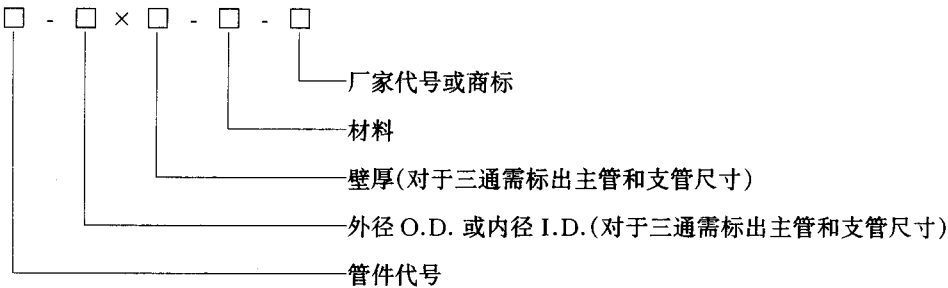 □ - □ × □ - □ - □
厂家代号或商标
材料
壁厚(对于三通需标出主管和支管尺寸)
外径 O.D. 或内径 I.D.(对于三通需标出主管和支管尺寸)
管件代号